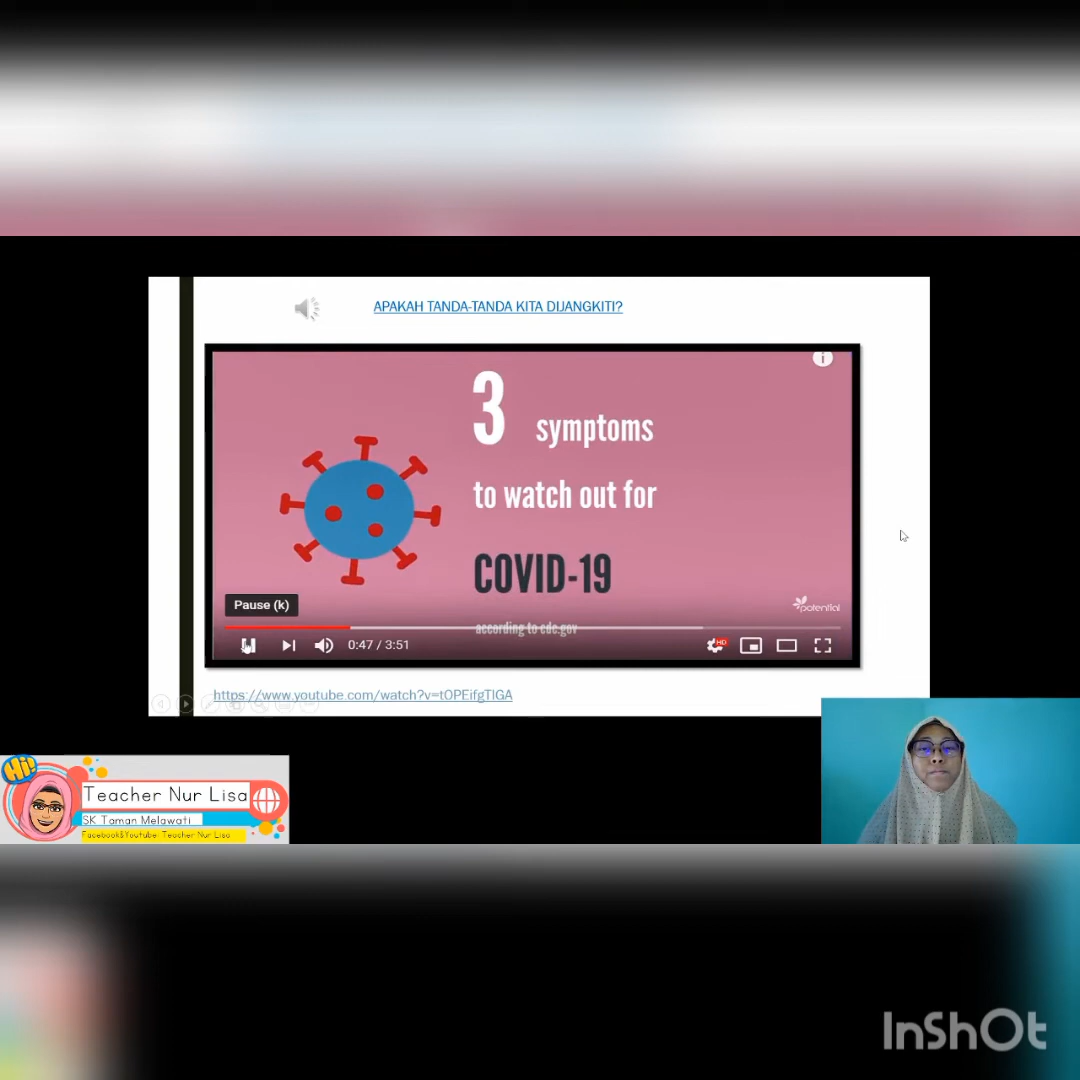 APAKAH TANDA-TANDA KITA DIJANGKITI?
i
3 symptoms
to watch out for
COVID-19
according to cdc.gov
potential
Pause (k)
0:47 / 3:51
HD
https://www.youtube.com/watch?v=tOPEifgTIGA
Hi!
Teacher Nur Lisa
SK Taman Melawati
Facebook&Youtube: Teacher Nur Lisa
InShOt